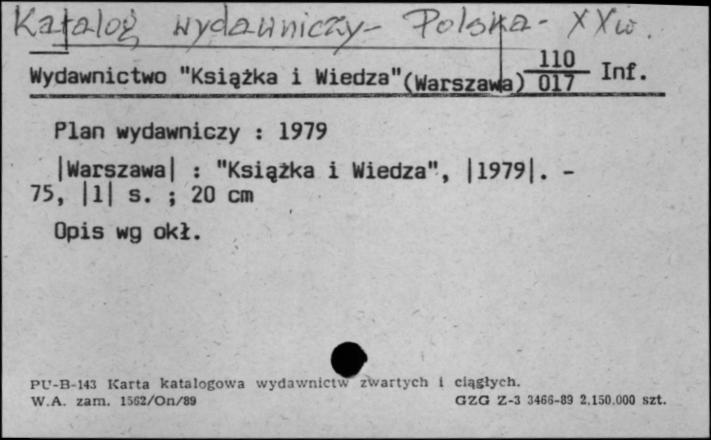 Katalog wydawniczy - Polska - XX w.
Wydawnictwo "Książka i Wiedza" (Warszawa) 110/017 Inf.
Plan wydawniczy : 1979
|Warszawa| : "Książka i Wiedza", |1979|. -
75, |1| s. ; 20 cm
Opis wg okł.
PU-B-143 Karta katalogowa wydawnictw zwartych i ciągłych.
W.A. zam. 1562/On/89 GZG Z-3 3466-89 2.150.000 szt.